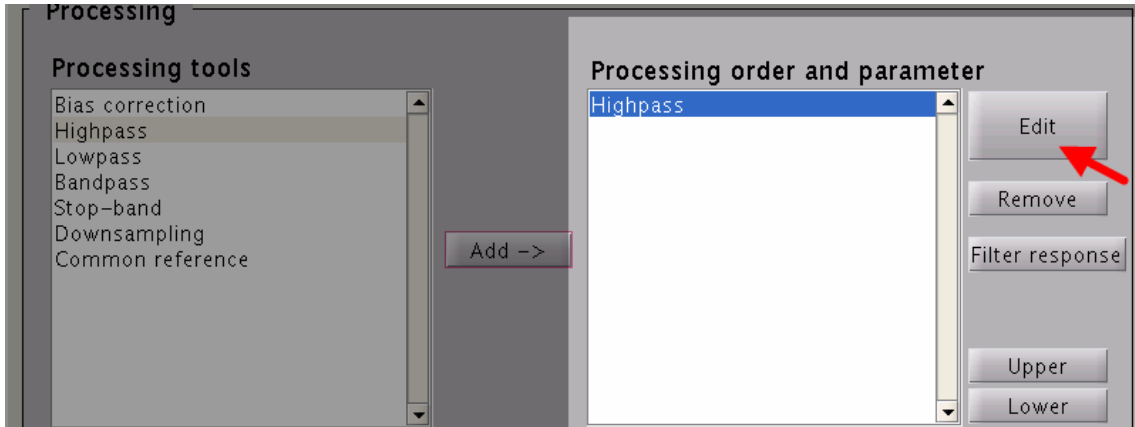 Processing
Processing tools
Bias correction
Highpass
Lowpass
Bandpass
Stop-band
Downsampling
Common reference
Add ->
Processing order and parameter
Highpass
Edit
Remove
Filter response
Upper
Lower